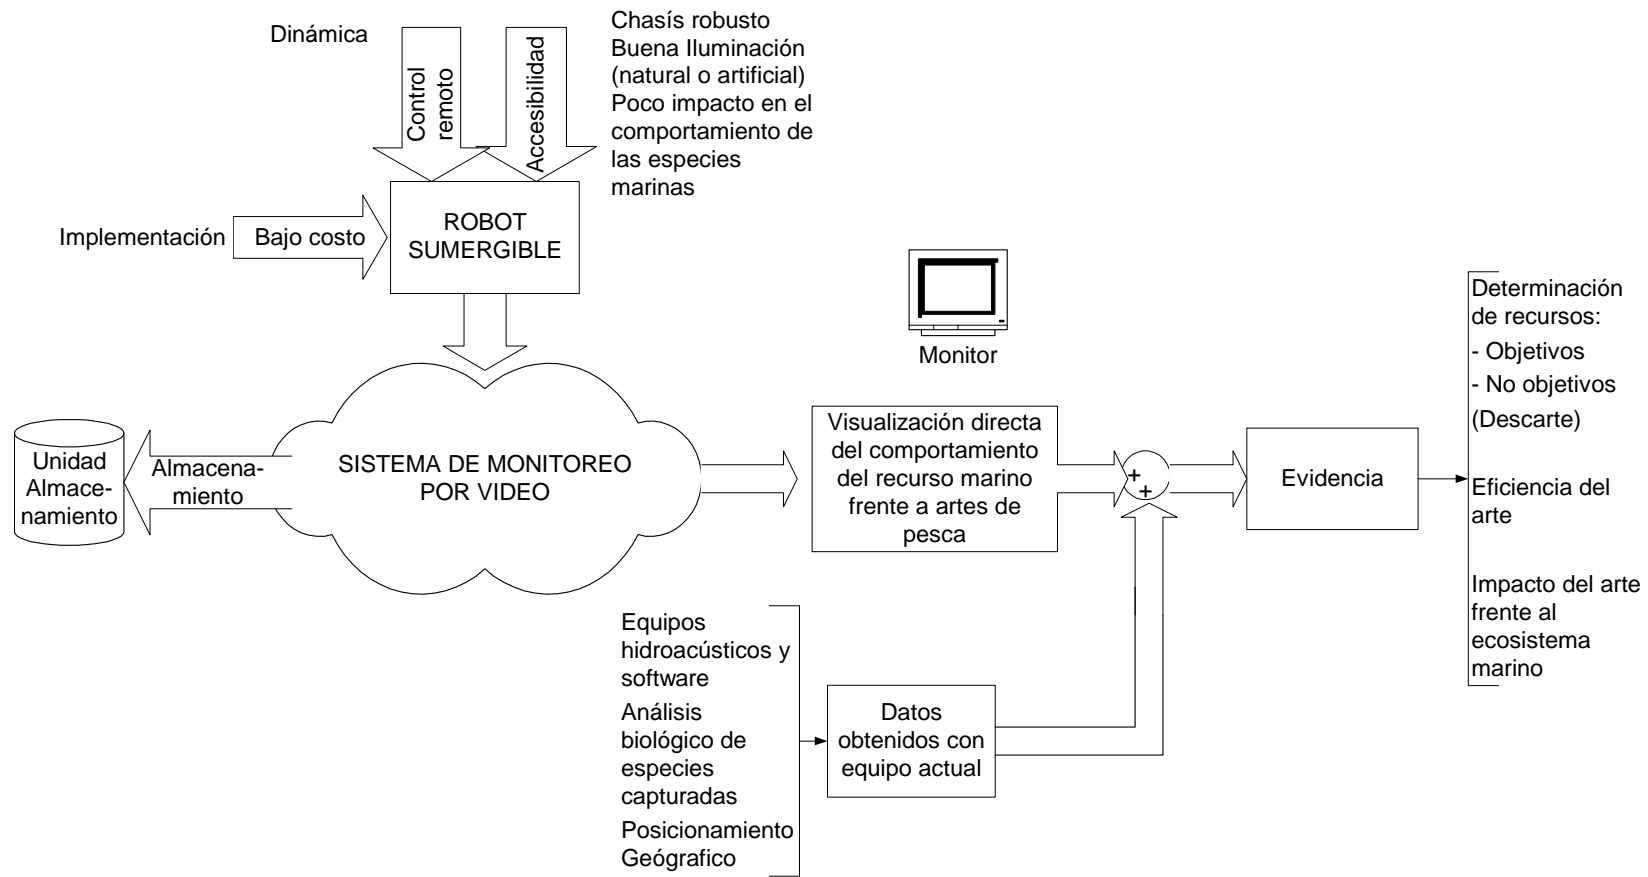 Dinámica
Control
remoto
Accesibilidad
Chasís robusto
Buena Iluminación
(natural o artificial)
Poco impacto en el
comportamiento de
las especies
marinas
Implementación
Bajo costo
ROBOT
SUMERGIBLE
Monitor
Unidad
Almace-
namiento
Almacena-
miento
SISTEMA DE MONITOREO
POR VIDEO
Visualización directa
del comportamiento
del recurso marino
frente a artes de
pesca
+
+
Evidencia
Determinación
de recursos:
- Objetivos
- No objetivos
(Descarte)
Eficiencia del
arte
Impacto del arte
frente al
ecosistema
marino
Equipos
hidroacústicos y
software
Análisis
biológico de
especies
capturadas
Posicionamiento
Geógrafico
Datos
obtenidos con
equipo actual